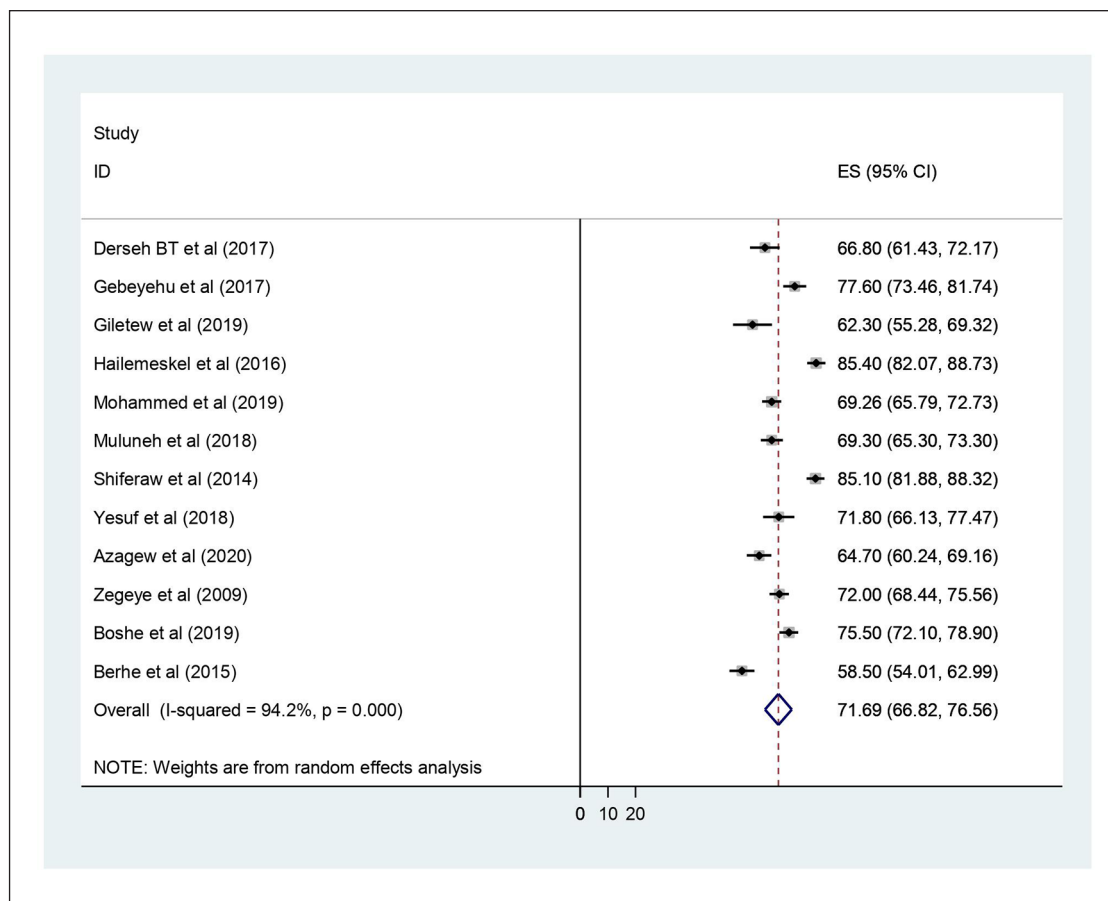 Study
ID ES (95% CI)
Derseh BT et al (2017) 66.80 (61.43, 72.17)
Gebeyehu et al (2017) 77.60 (73.46, 81.74)
Giletew et al (2019) 62.30 (55.28, 69.32)
Hailemeskel et al (2016) 85.40 (82.07, 88.73)
Mohammed et al (2019) 69.26 (65.79, 72.73)
Muluneh et al (2018) 69.30 (65.30, 73.30)
Shiferaw et al (2014) 85.10 (81.88, 88.32)
Yesuf et al (2018) 71.80 (66.13, 77.47)
Azagew et al (2020) 64.70 (60.24, 69.16)
Zegeye et al (2009) 72.00 (68.44, 75.56)
Boshe et al (2019) 75.50 (72.10, 78.90)
Berhe et al (2015) 58.50 (54.01, 62.99)
Overall (I-squared = 94.2%, p = 0.000) 71.69 (66.82, 76.56)
NOTE: Weights are from random effects analysis
0 10 20